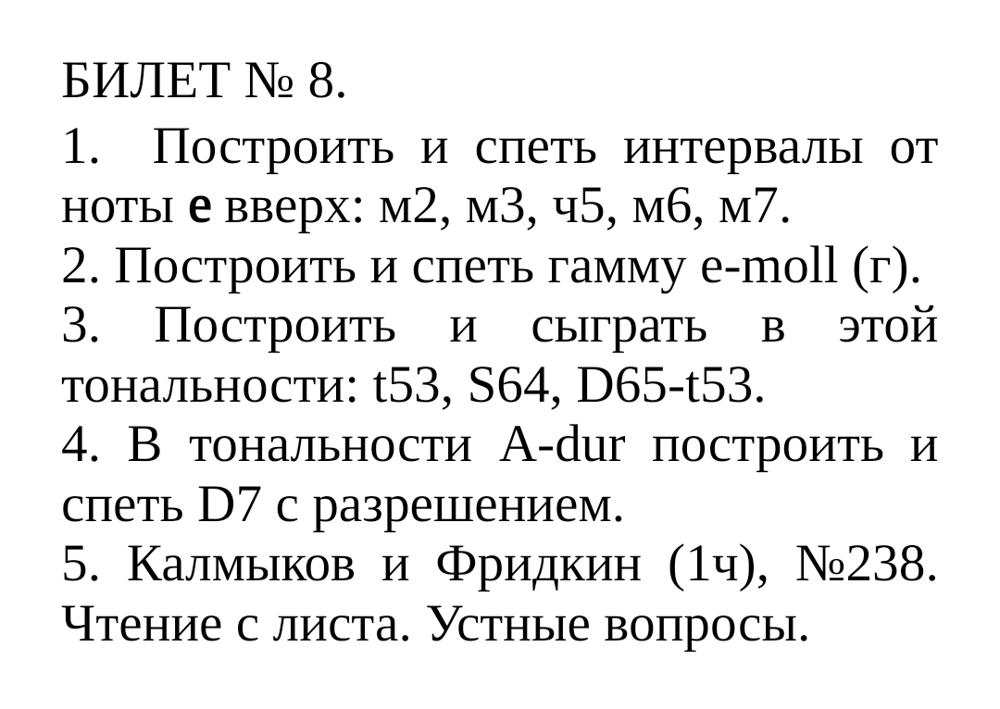 БИЛЕТ № 8.
1. Построить и спеть интервалы от
ноты e вверх: м2, м3, ч5, м6, м7.
2. Построить и спеть гамму e-moll (г).
3. Построить и сыграть в этой
тональности: t53, S64, D65-t53.
4. В тональности A-dur построить и
спеть D7 с разрешением.
5. Калмыков и Фридкин (1ч), №238.
Чтение с листа. Устные вопросы.